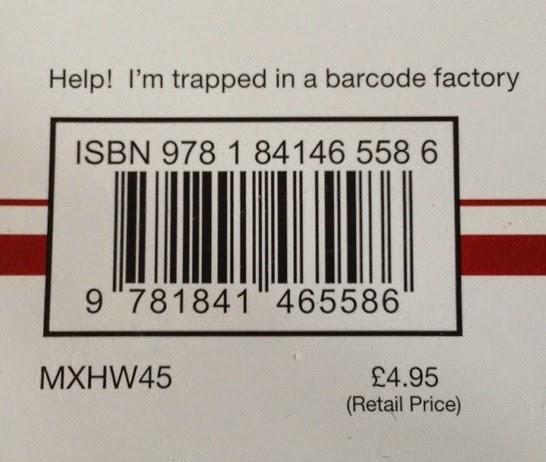 Help! I'm trapped in a barcode factory
ISBN 978 1 84146 558 6
9 781841 465586
MXHW45
£4.95
(Retail Price)